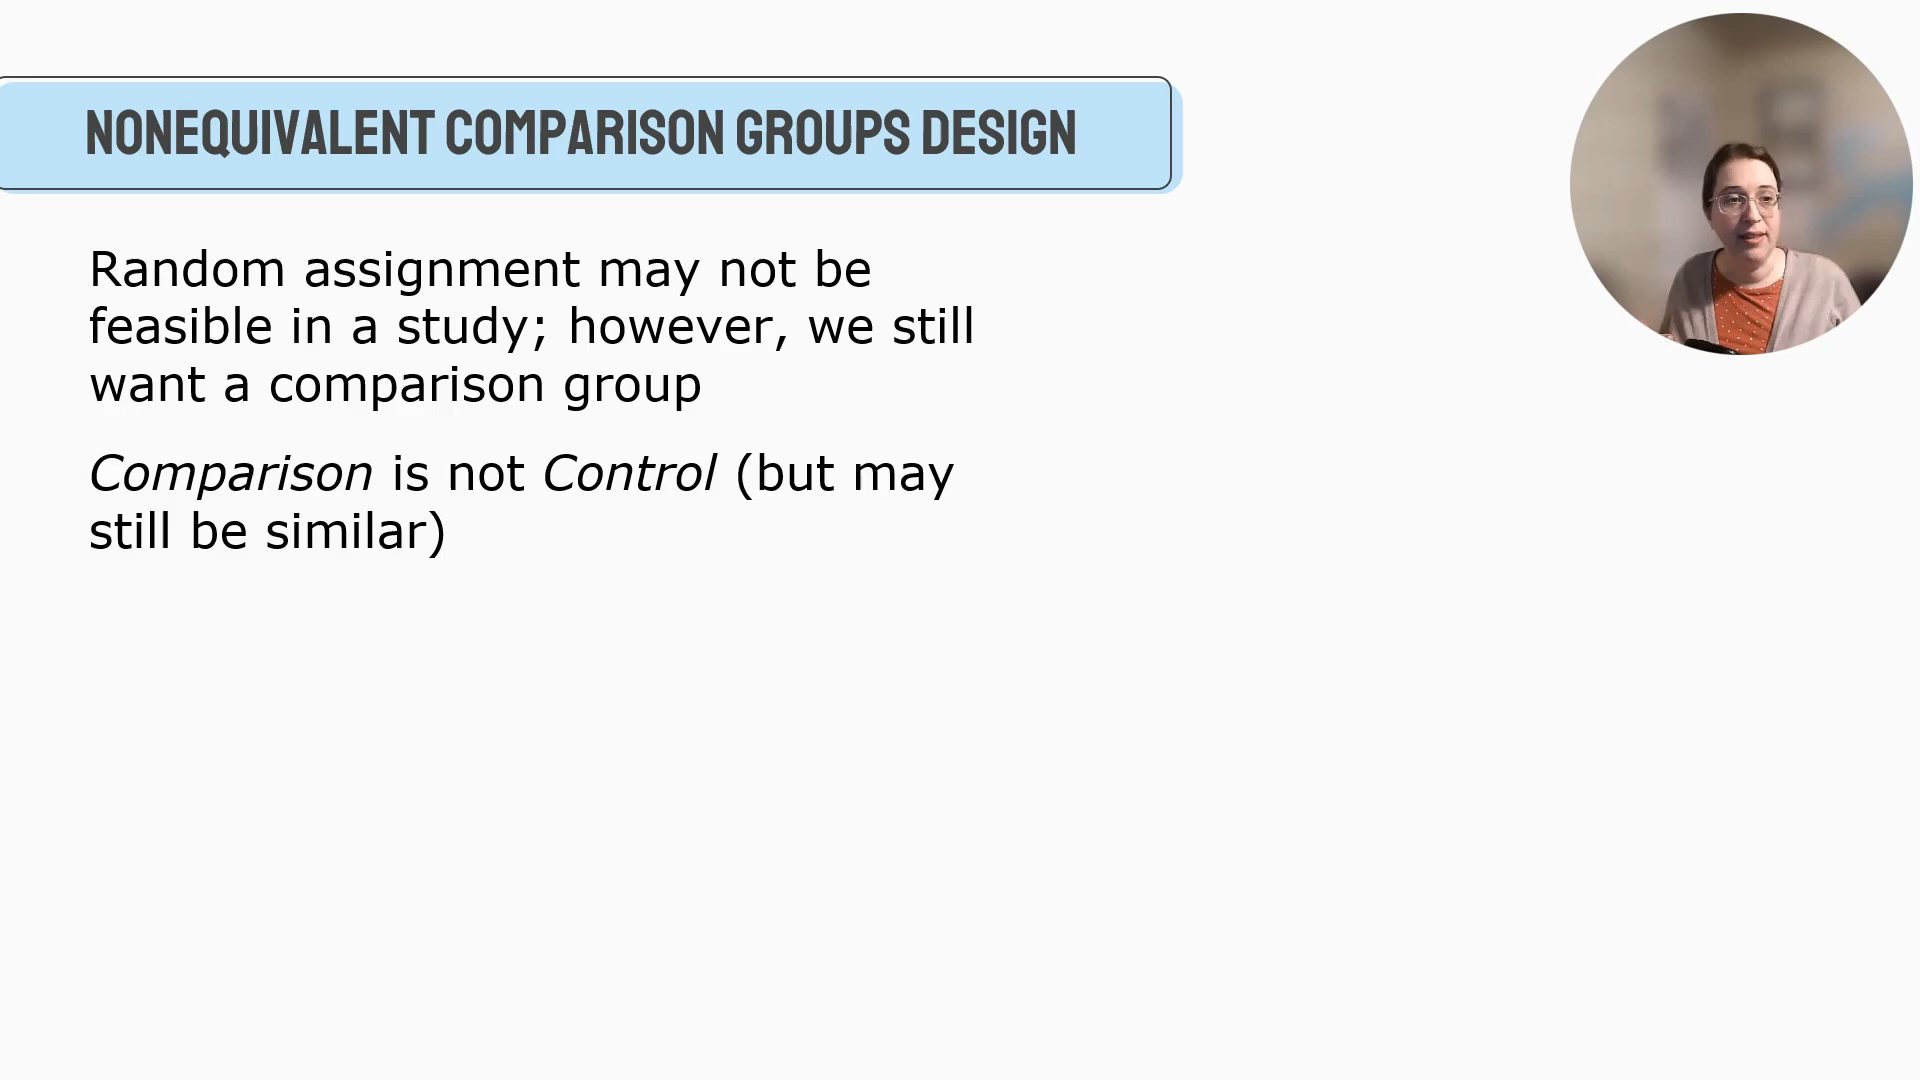 NONEQUIVALENT COMPARISON GROUPS DESIGN
Random assignment may not be
feasible in a study; however, we still
want a comparison group
Comparison is not Control (but may
still be similar)